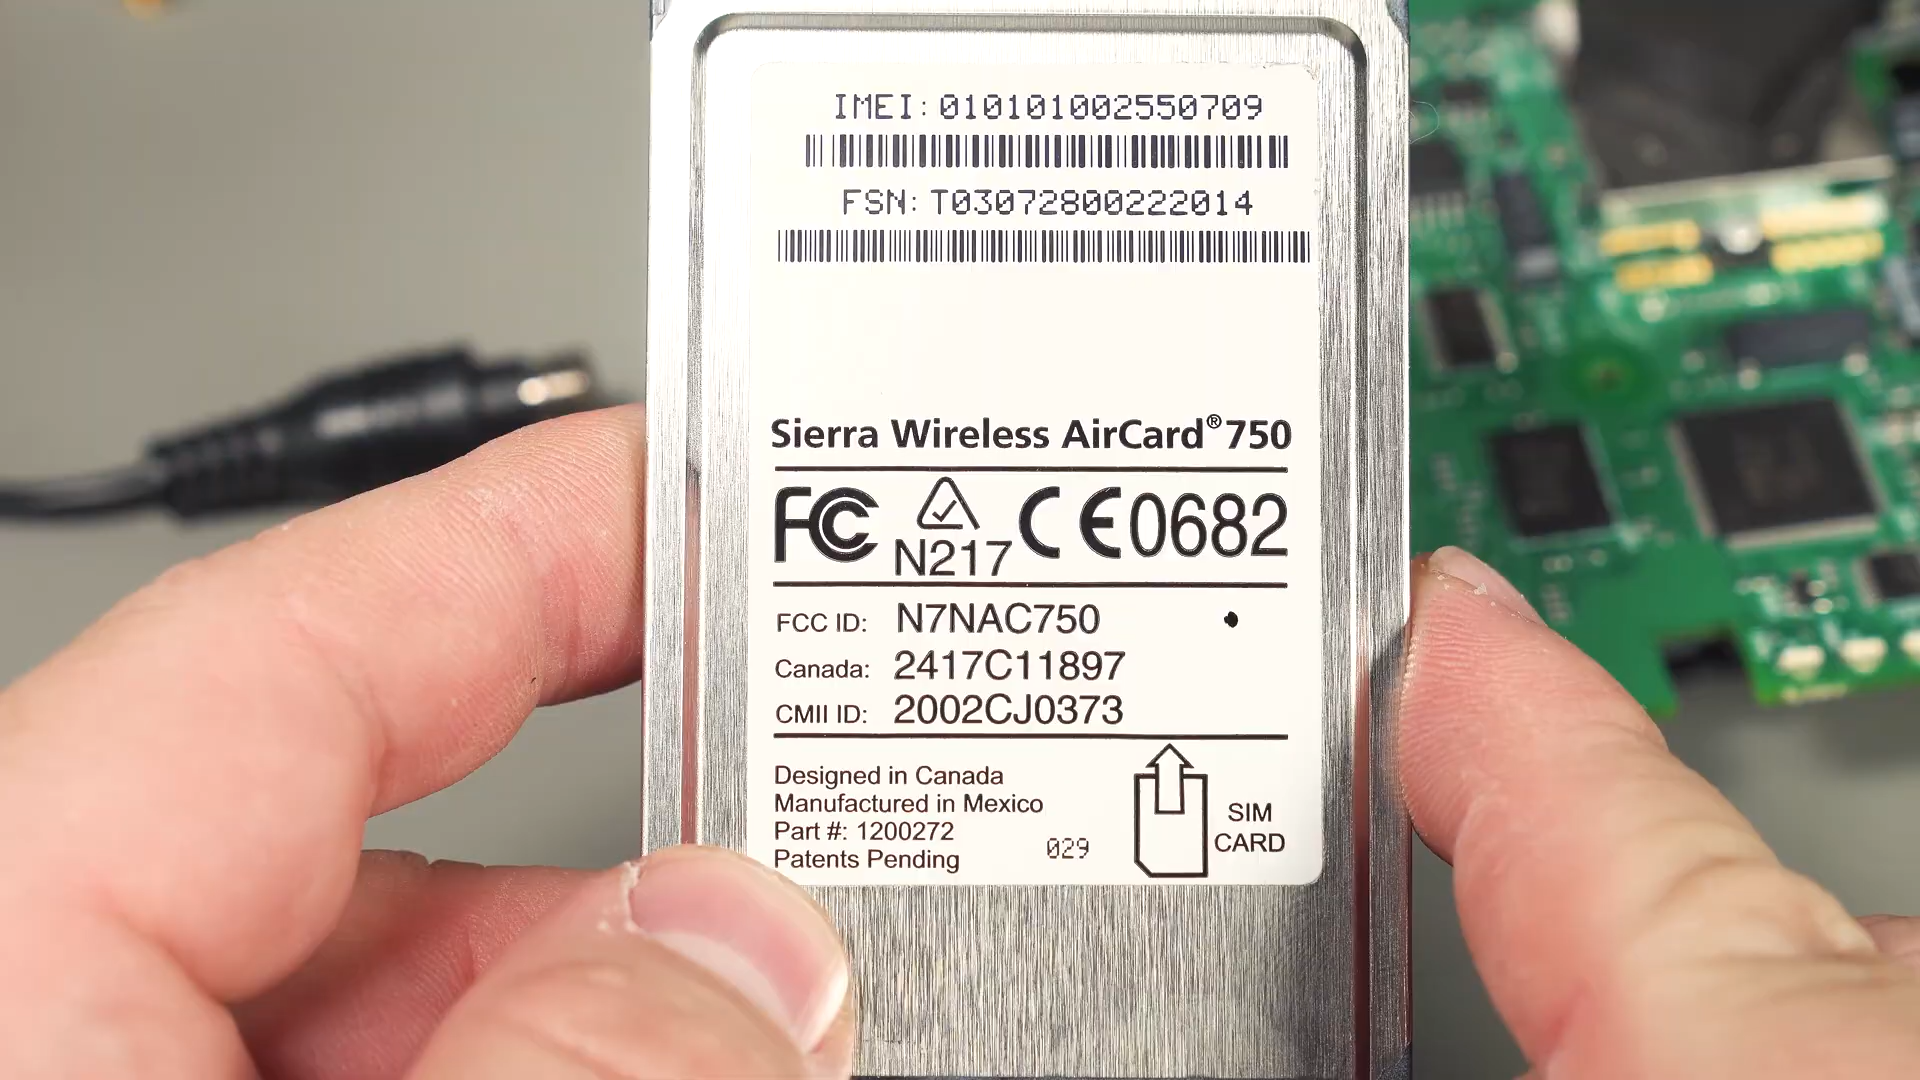 IMEI: 010101002550709
FSN: T03072800222014
Sierra Wireless AirCard® 750
FC N217 CE0682
FCC ID: N7NAC750
Canada: 2417C11897
CMII ID: 2002CJ0373
Designed in Canada
Manufactured in Mexico
Part #: 1200272
Patents Pending
029
SIM
CARD